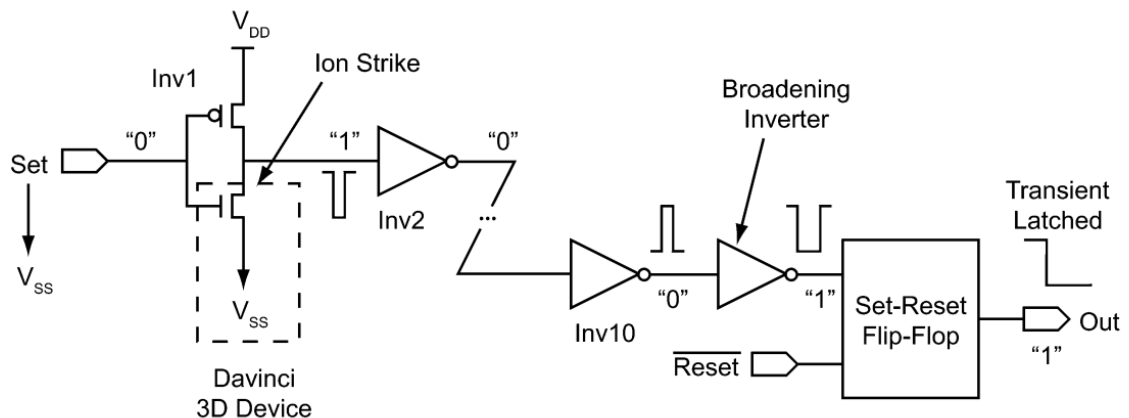 V_DD
Ion Strike
Inv1
Broadening
Inverter
"0"
"1"
"0"
Set
Inv2
Transient
Latched
...
V_SS
V_SS
"0"
"1"
Set-Reset
Flip-Flop
Out
Inv10
"1"
Reset
Davinci
3D Device